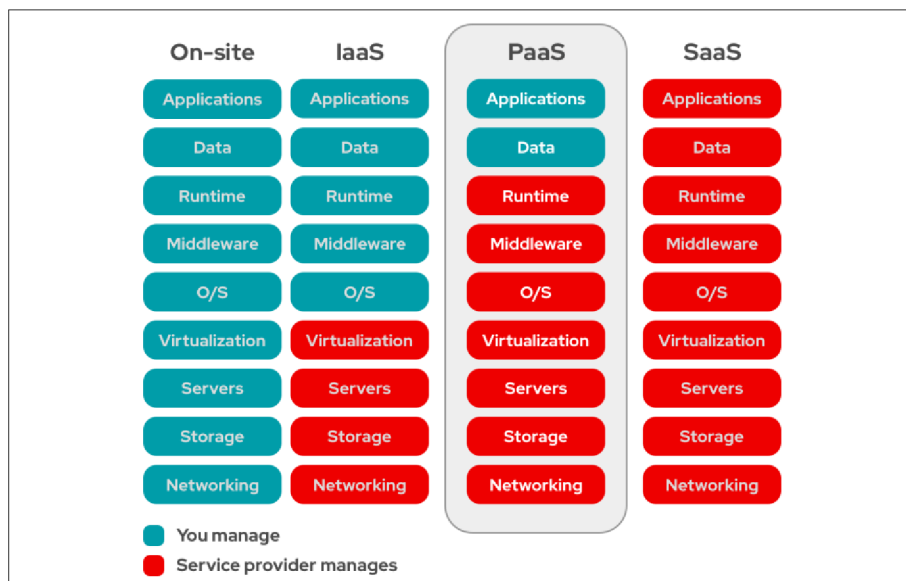 On-site IaaS PaaS SaaS
Applications Applications Applications Applications
Data Data Data Data
Runtime Runtime Runtime Runtime
Middleware Middleware Middleware Middleware
O/S O/S O/S O/S
Virtualization Virtualization Virtualization Virtualization
Servers Servers Servers Servers
Storage Storage Storage Storage
Networking Networking Networking Networking
You manage
Service provider manages